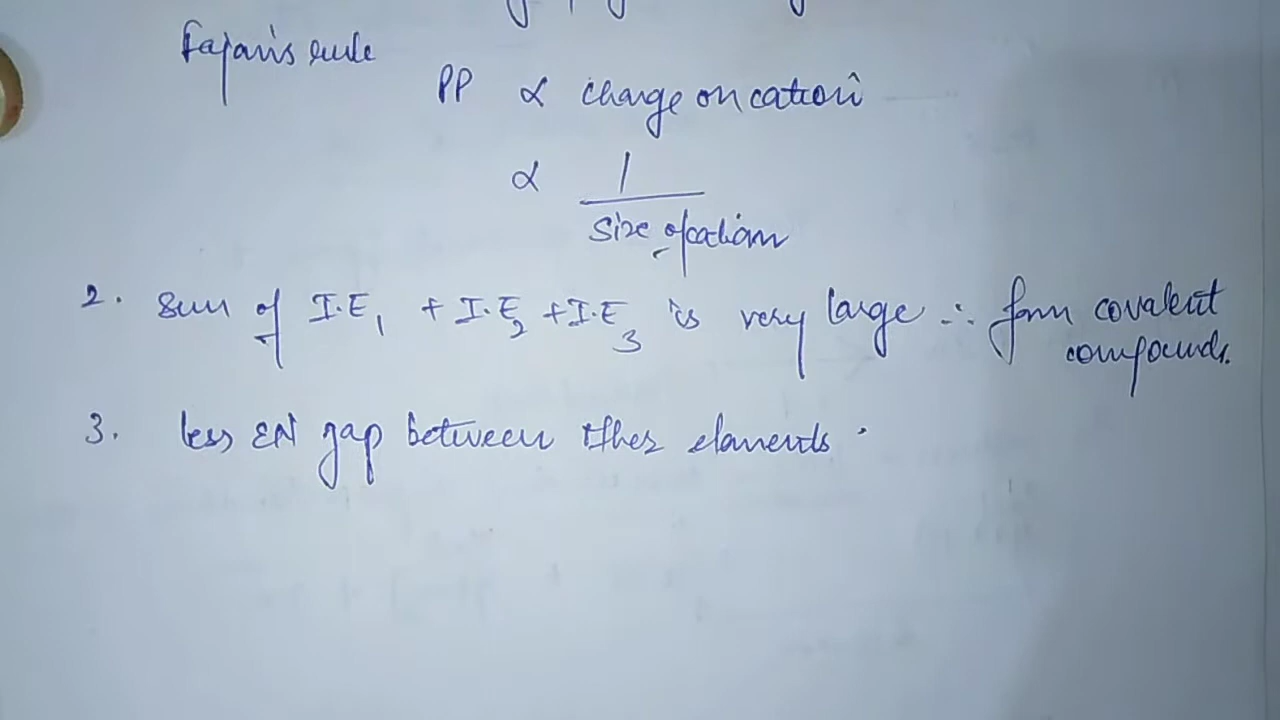 Fajan's rule
PP ∝ charge on cation
∝ 1
size of cation
2. Sum of I.E1 + I.E2 + I.E3 is very large ∴ form covalent
compounds.
3. less EN gap between other elements.